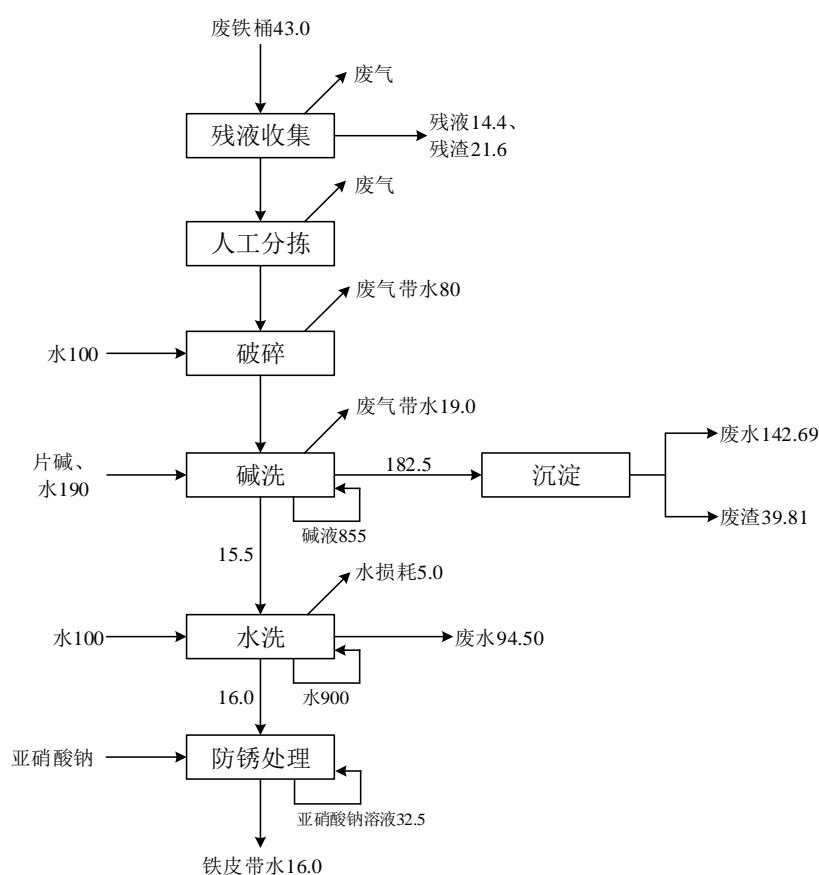 废铁桶43.0
废气
残液收集
残液14.4、
残渣21.6
废气
人工分拣
废气带水80
水100
破碎
废气带水19.0
片碱、
水190
碱洗
182.5
沉淀
废水142.69
废渣39.81
碱液855
15.5
水损耗5.0
水100
水洗
废水94.50
16.0
水900
亚硝酸钠
防锈处理
亚硝酸钠溶液32.5
铁皮带水16.0